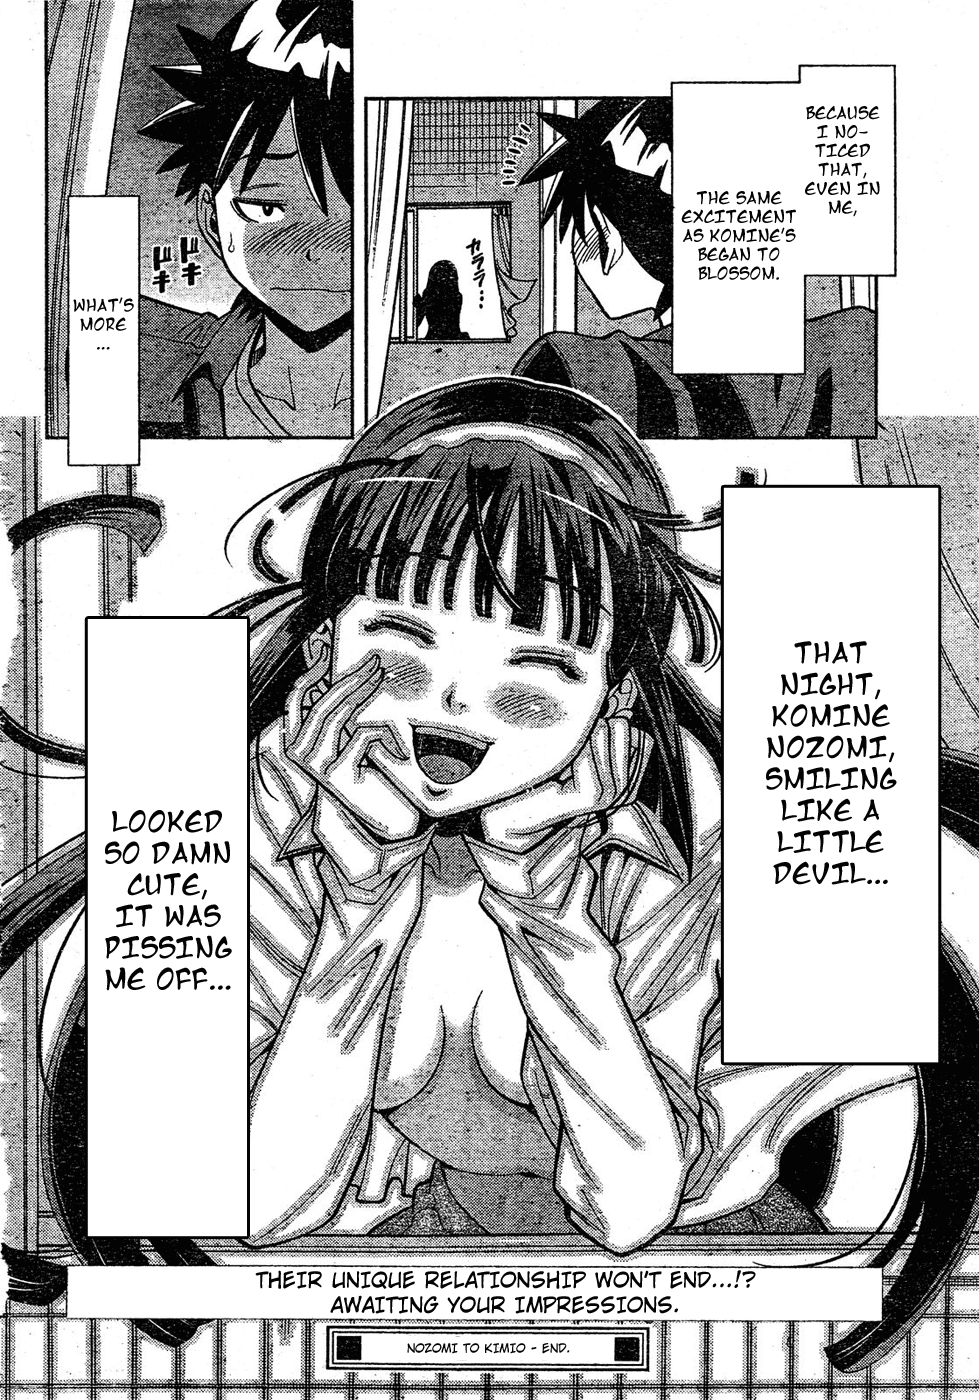 BECAUSE
I NO-
TICED
THAT,
EVEN IN
ME,
THE SAME
EXCITEMENT
AS KOMINE'S
BEGAN TO
BLOSSOM.
カララ…
ドキ
ドキ
WHAT'S
MORE
...
THAT
NIGHT,
KOMINE
NOZOMI,
SMILING
LIKE A
LITTLE
DEVIL...
LOOKED
SO DAMN
CUTE,
IT WAS
PISSING
ME OFF...
THEIR UNIQUE RELATIONSHIP WON'T END...!?
AWAITING YOUR IMPRESSIONS.
NOZOMI TO KIMIO - END.